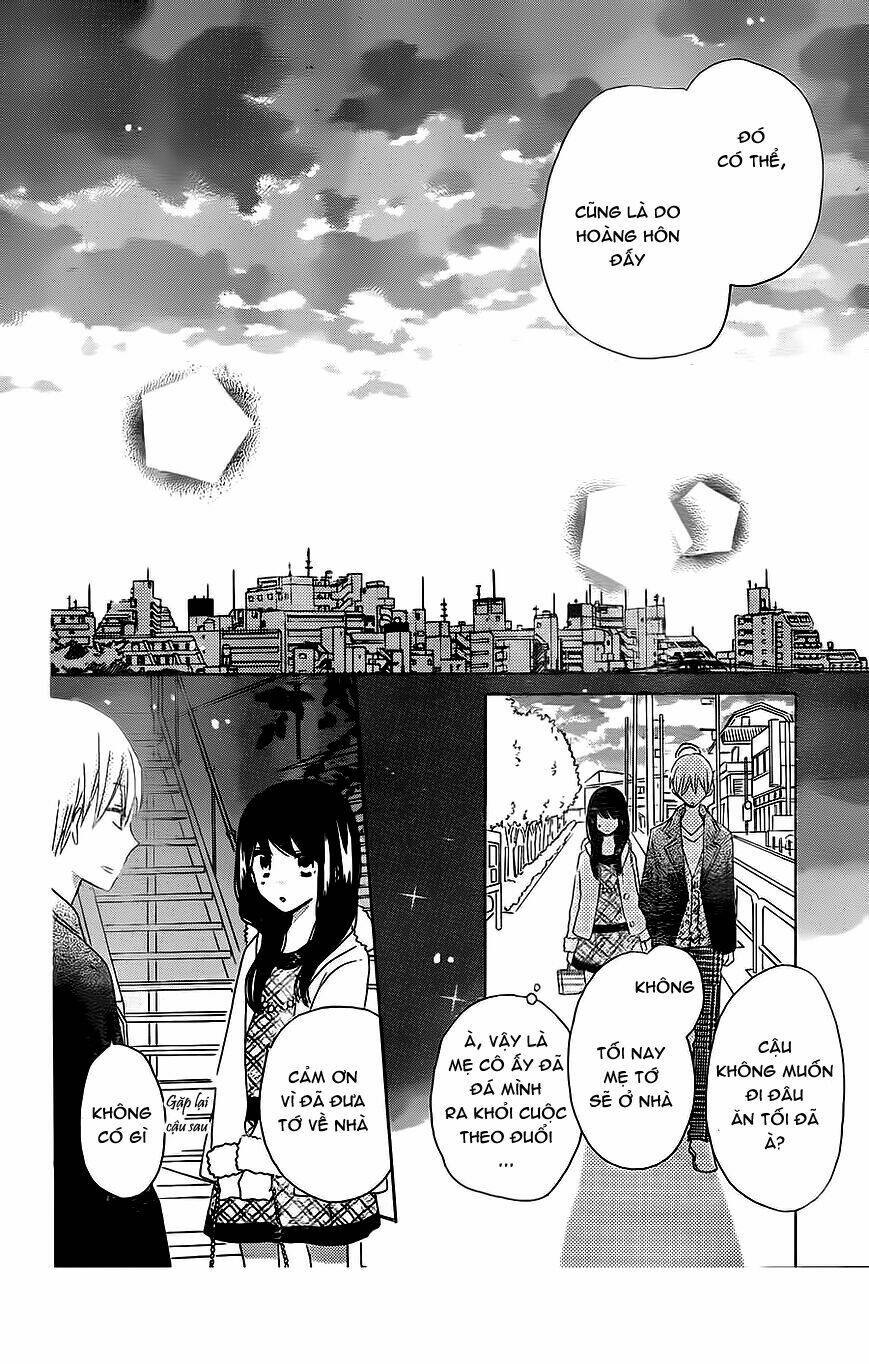 ĐÓ
CÓ THỂ,
CŨNG LÀ DO
HOÀNG HÔN
ĐẤY
CẬU
KHÔNG MUỐN
ĐI ĐÂU
ĂN TỐI ĐÃ
À?
KHÔNG
TỐI NAY
MẸ TỚ
SẼ Ở NHÀ
À, VẬY LÀ
MẸ CÔ ẤY ĐÃ
ĐÁ MÌNH
RA KHỎI CUỘC
THEO ĐUỔI
...
CẢM ƠN
VÌ ĐÃ ĐƯA
TỚ VỀ NHÀ
Gặp lại
cậu sau
KHÔNG
CÓ GÌ